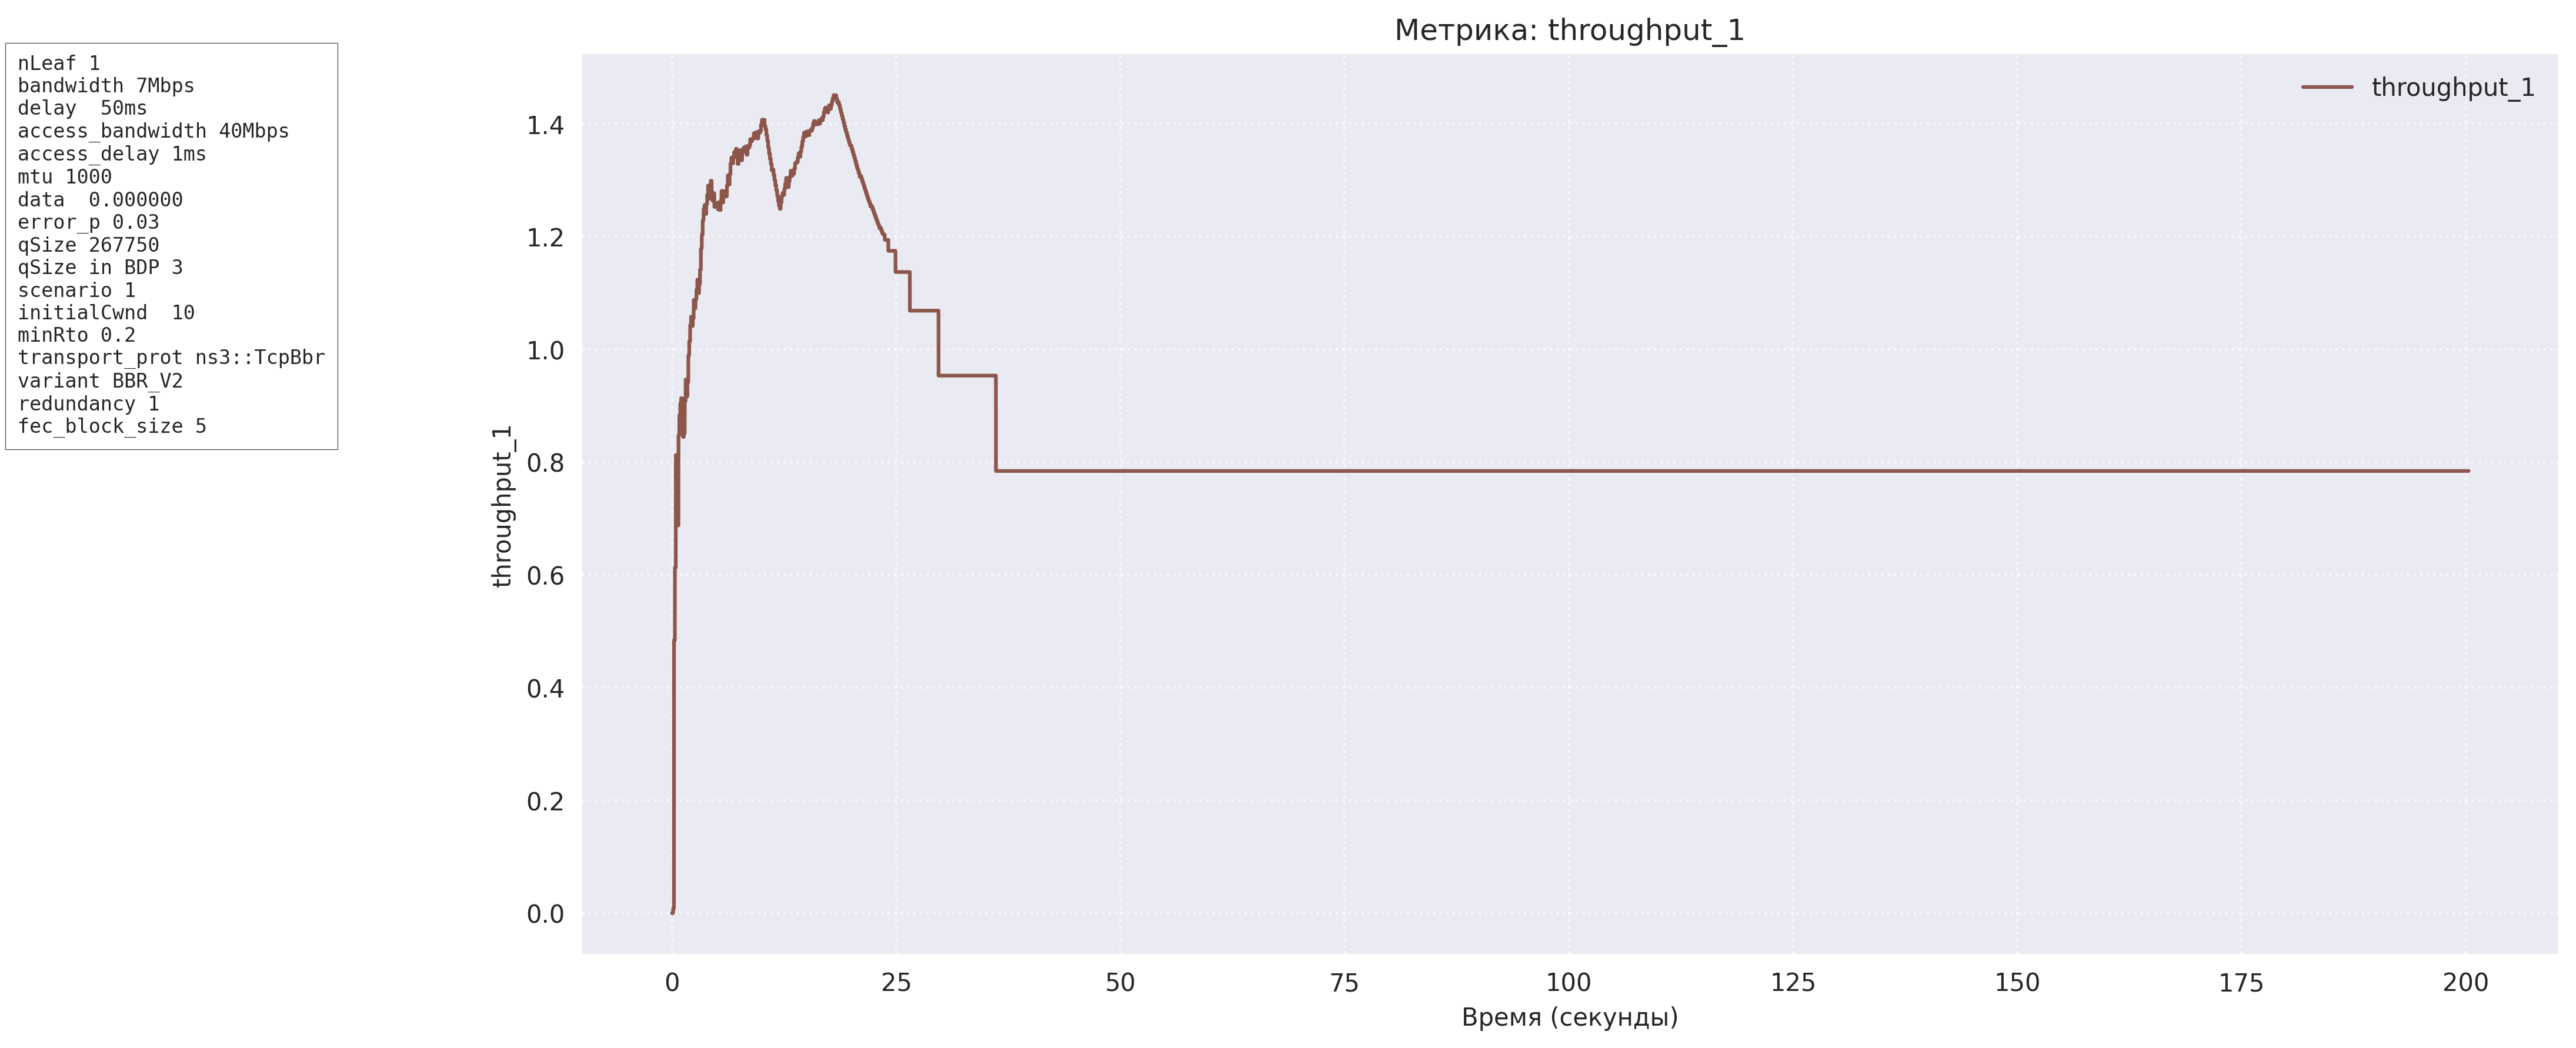 Метрика: throughput_1
nLeaf 1
bandwidth 7Mbps
delay  50ms
access_bandwidth 40Mbps
access_delay 1ms
mtu 1000
data  0.000000
error_p 0.03
qSize 267750
qSize in BDP 3
scenario 1
initialCwnd  10
minRto 0.2
transport_prot ns3::TcpBbr
variant BBR_V2
redundancy 1
fec_block_size 5
throughput_1
throughput_1
1.4
1.2
1.0
0.8
0.6
0.4
0.2
0.0
0 25 50 75 100 125 150 175 200
Время (секунды)